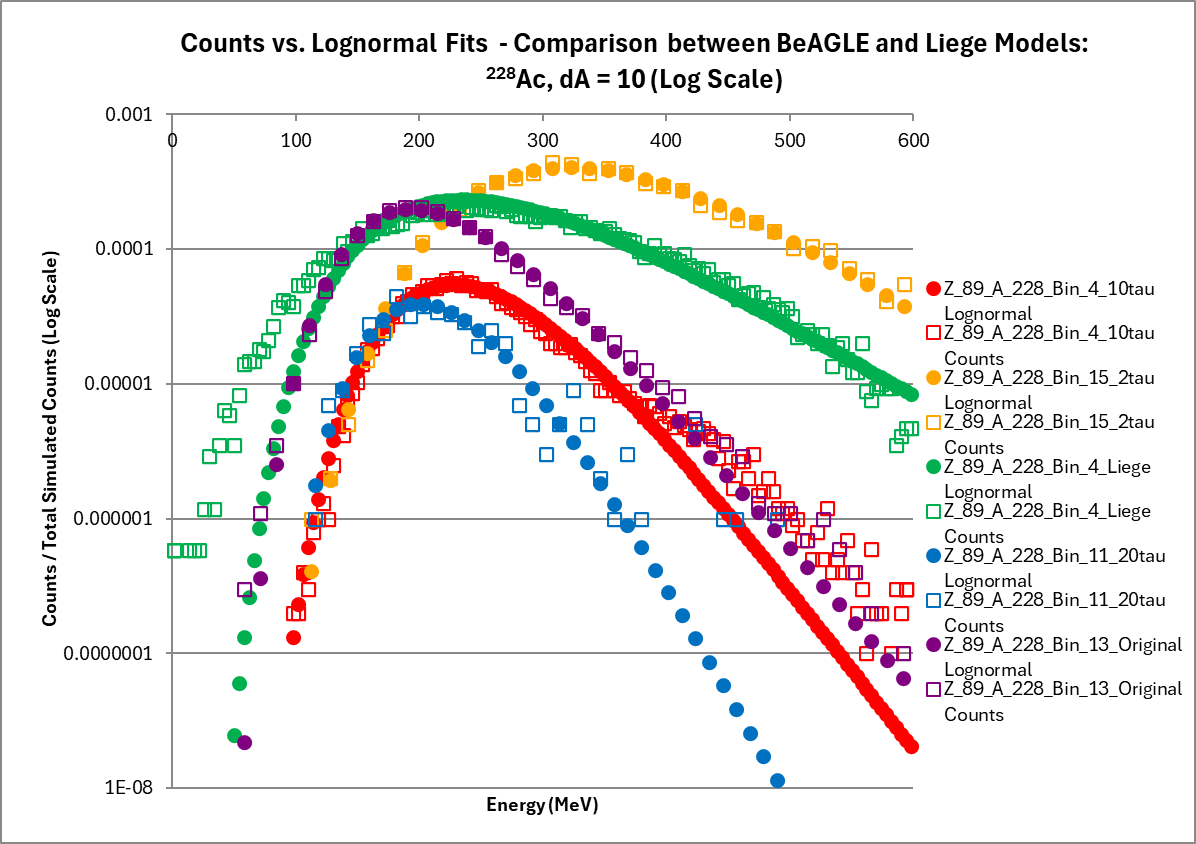 Counts vs. Lognormal Fits - Comparison between BeAGLE and Liege Models:
²²⁸Ac, dA = 10 (Log Scale)
0.001
0 100 200 300 400 500 600
0.0001
0.00001
0.000001
0.0000001
1E-08
Counts / Total Simulated Counts (Log Scale)
Energy (MeV)
Z_89_A_228_Bin_4_10tau
Lognormal
Z_89_A_228_Bin_4_10tau
Counts
Z_89_A_228_Bin_15_2tau
Lognormal
Z_89_A_228_Bin_15_2tau
Counts
Z_89_A_228_Bin_4_Liege
Lognormal
Z_89_A_228_Bin_4_Liege
Counts
Z_89_A_228_Bin_11_20tau
Lognormal
Z_89_A_228_Bin_11_20tau
Counts
Z_89_A_228_Bin_13_Original
Lognormal
Z_89_A_228_Bin_13_Original
Counts